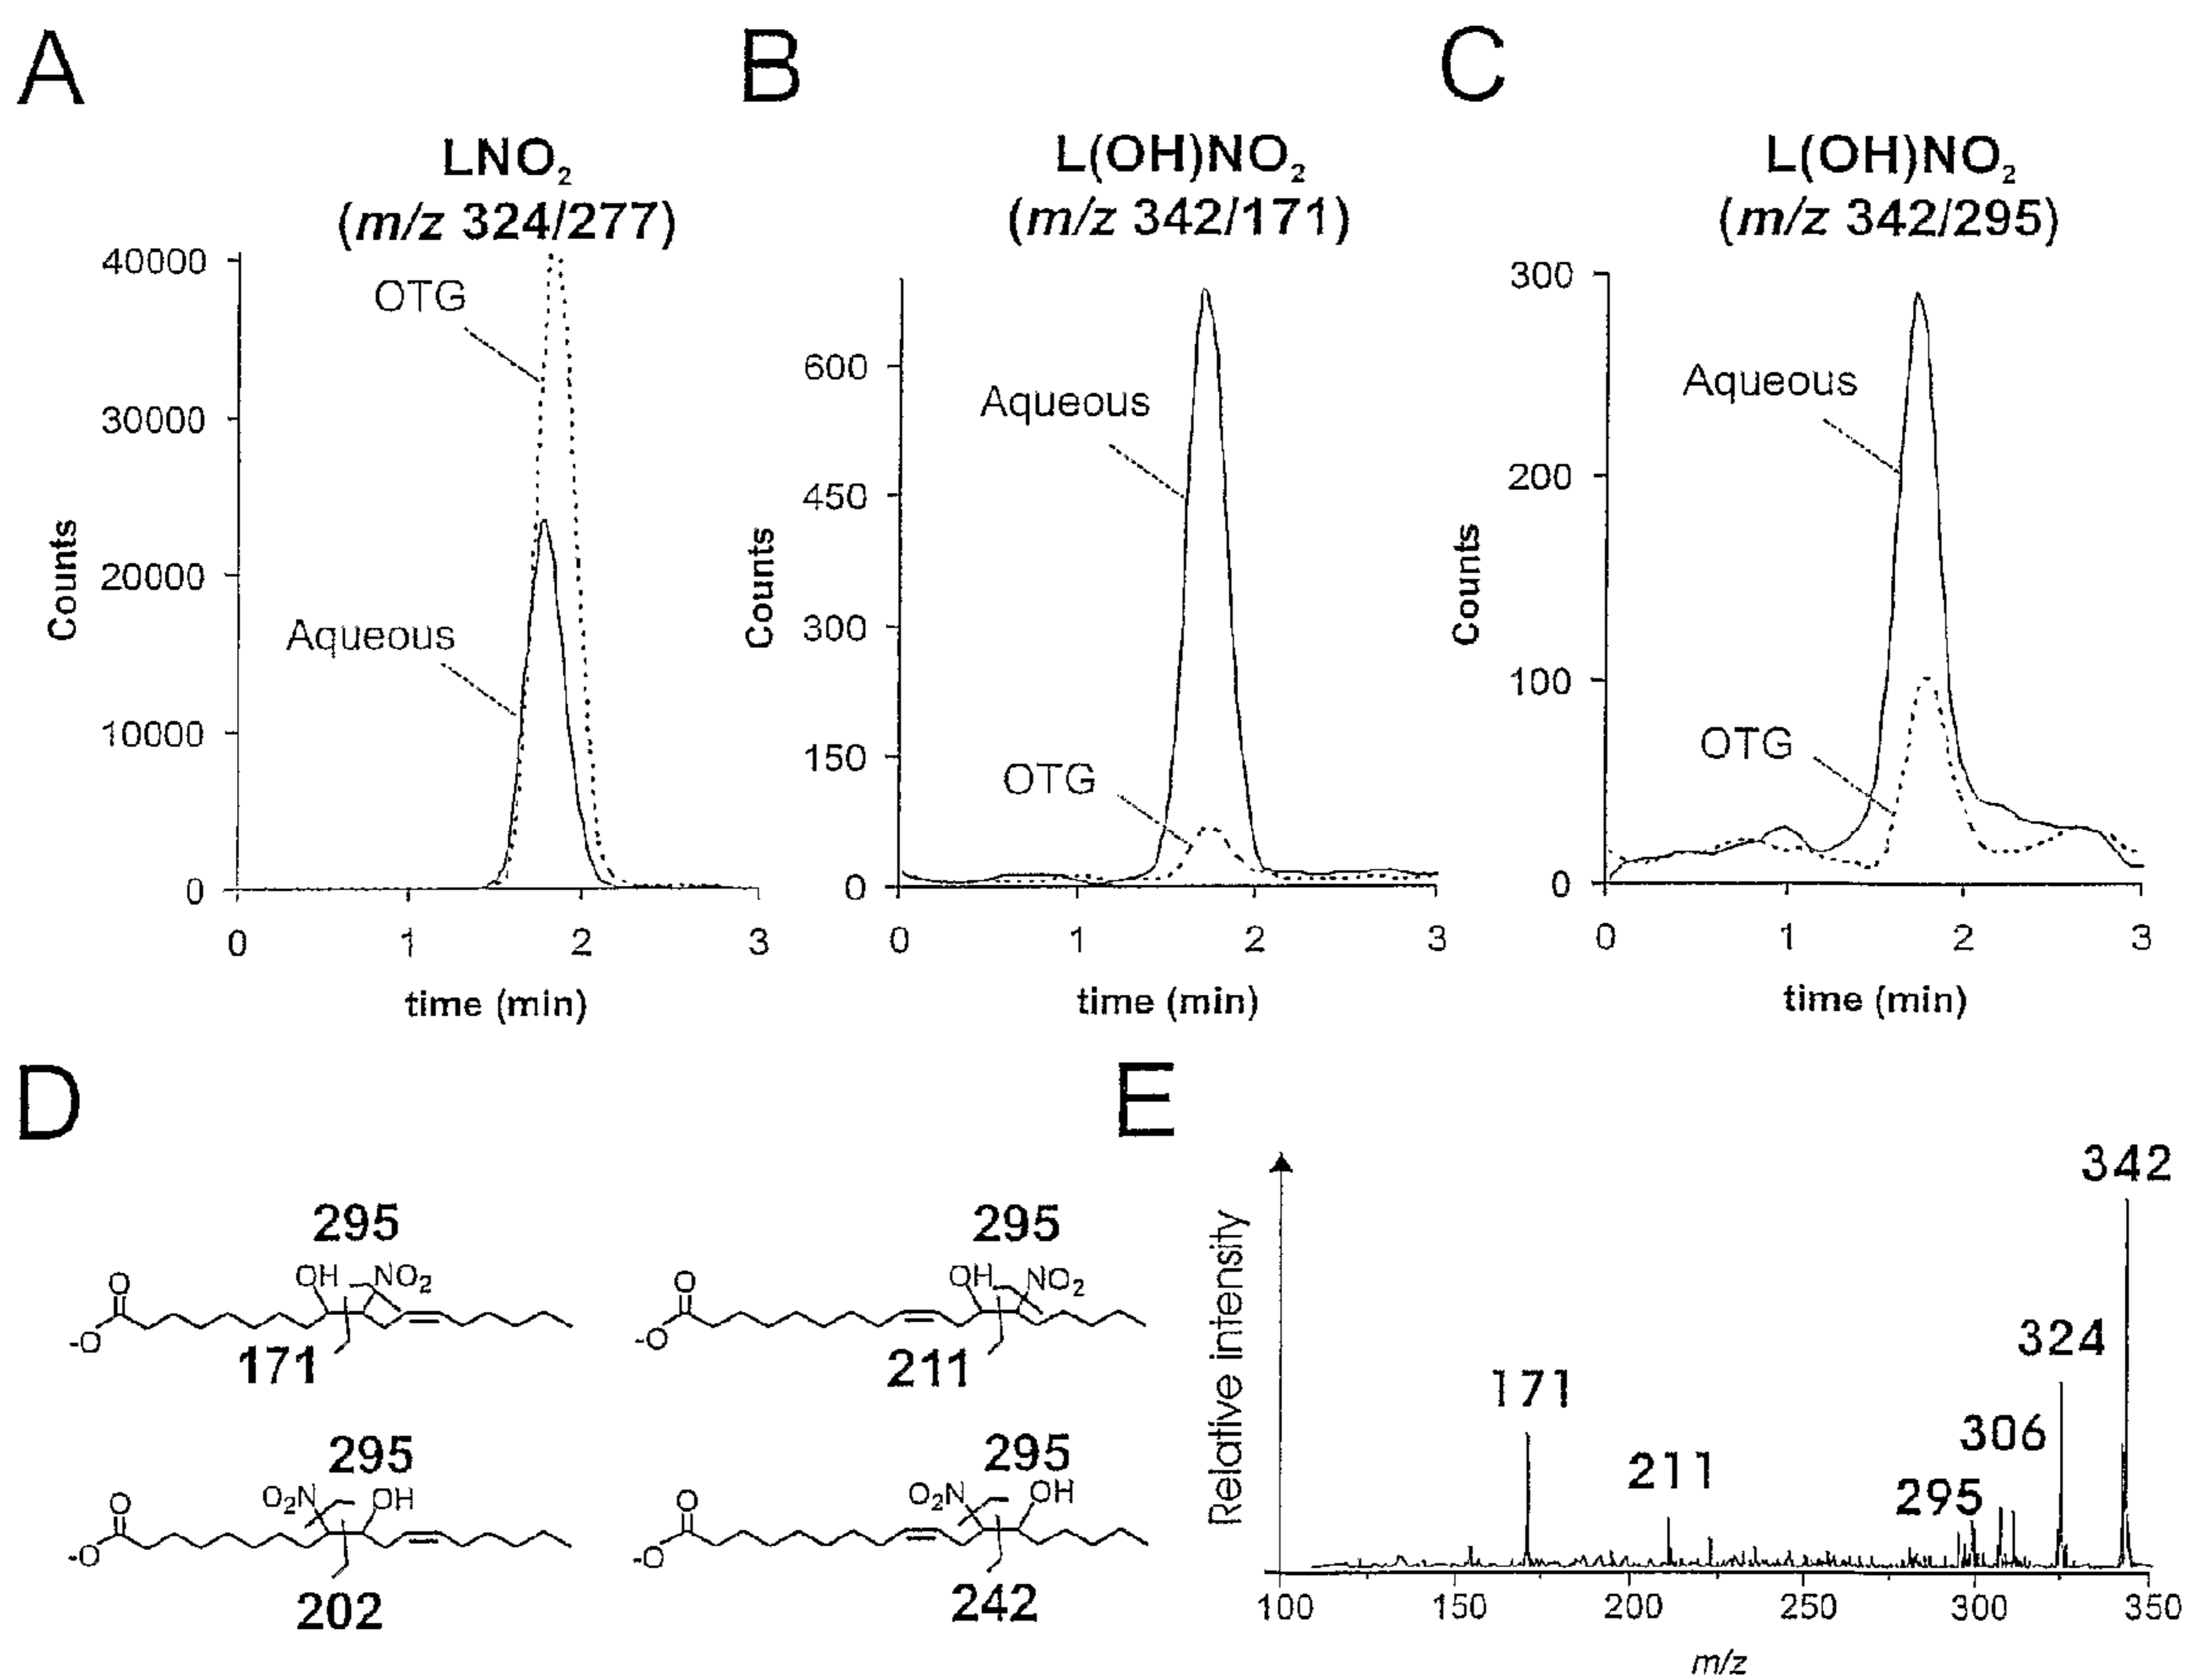 A
B
C
LNO₂
(m/z 324/277)
L(OH)NO₂
(m/z 342/171)
L(OH)NO₂
(m/z 342/295)
40000
30000
20000
10000
0
Counts
OTG
Aqueous
0 1 2 3
time (min)
600
450
300
150
0
Counts
Aqueous
OTG
0 1 2 3
time (min)
300
200
100
0
Counts
Aqueous
OTG
0 1 2 3
time (min)
D
295
O
OH
NO₂
-O
171
295
O
OH
NO₂
-O
211
295
O
O₂N
OH
-O
202
295
O
O₂N
OH
-O
242
E
Relative intensity
342
324
306
295
211
171
100 150 200 250 300 350
m/z